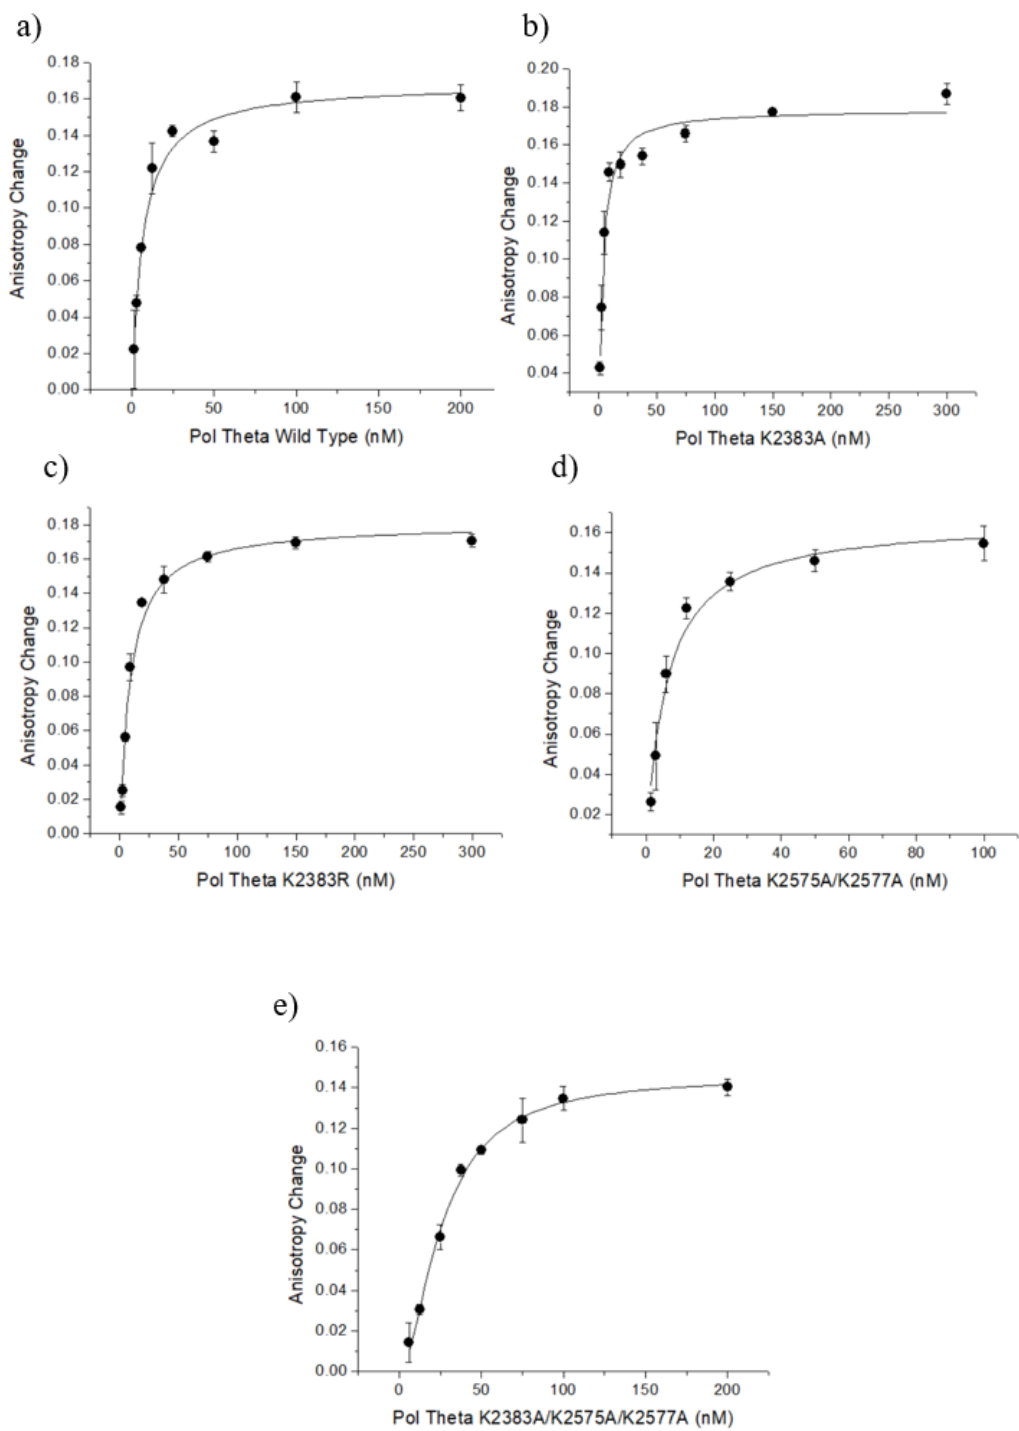 a)
0.18
0.16
0.14
0.12
0.10
0.08
0.06
0.04
0.02
0.00
Anisotropy Change
0 50 100 150 200
Pol Theta Wild Type (nM)
b)
0.20
0.18
0.16
0.14
0.12
0.10
0.08
0.06
0.04
Anisotropy Change
0 50 100 150 200 250 300
Pol Theta K2383A (nM)
c)
0.18
0.16
0.14
0.12
0.10
0.08
0.06
0.04
0.02
0.00
Anisotropy Change
0 50 100 150 200 250 300
Pol Theta K2383R (nM)
d)
0.16
0.14
0.12
0.10
0.08
0.06
0.04
0.02
Anisotropy Change
0 20 40 60 80 100
Pol Theta K2575A/K2577A (nM)
e)
0.16
0.14
0.12
0.10
0.08
0.06
0.04
0.02
0.00
Anisotropy Change
0 50 100 150 200
Pol Theta K2383A/K2575A/K2577A (nM)